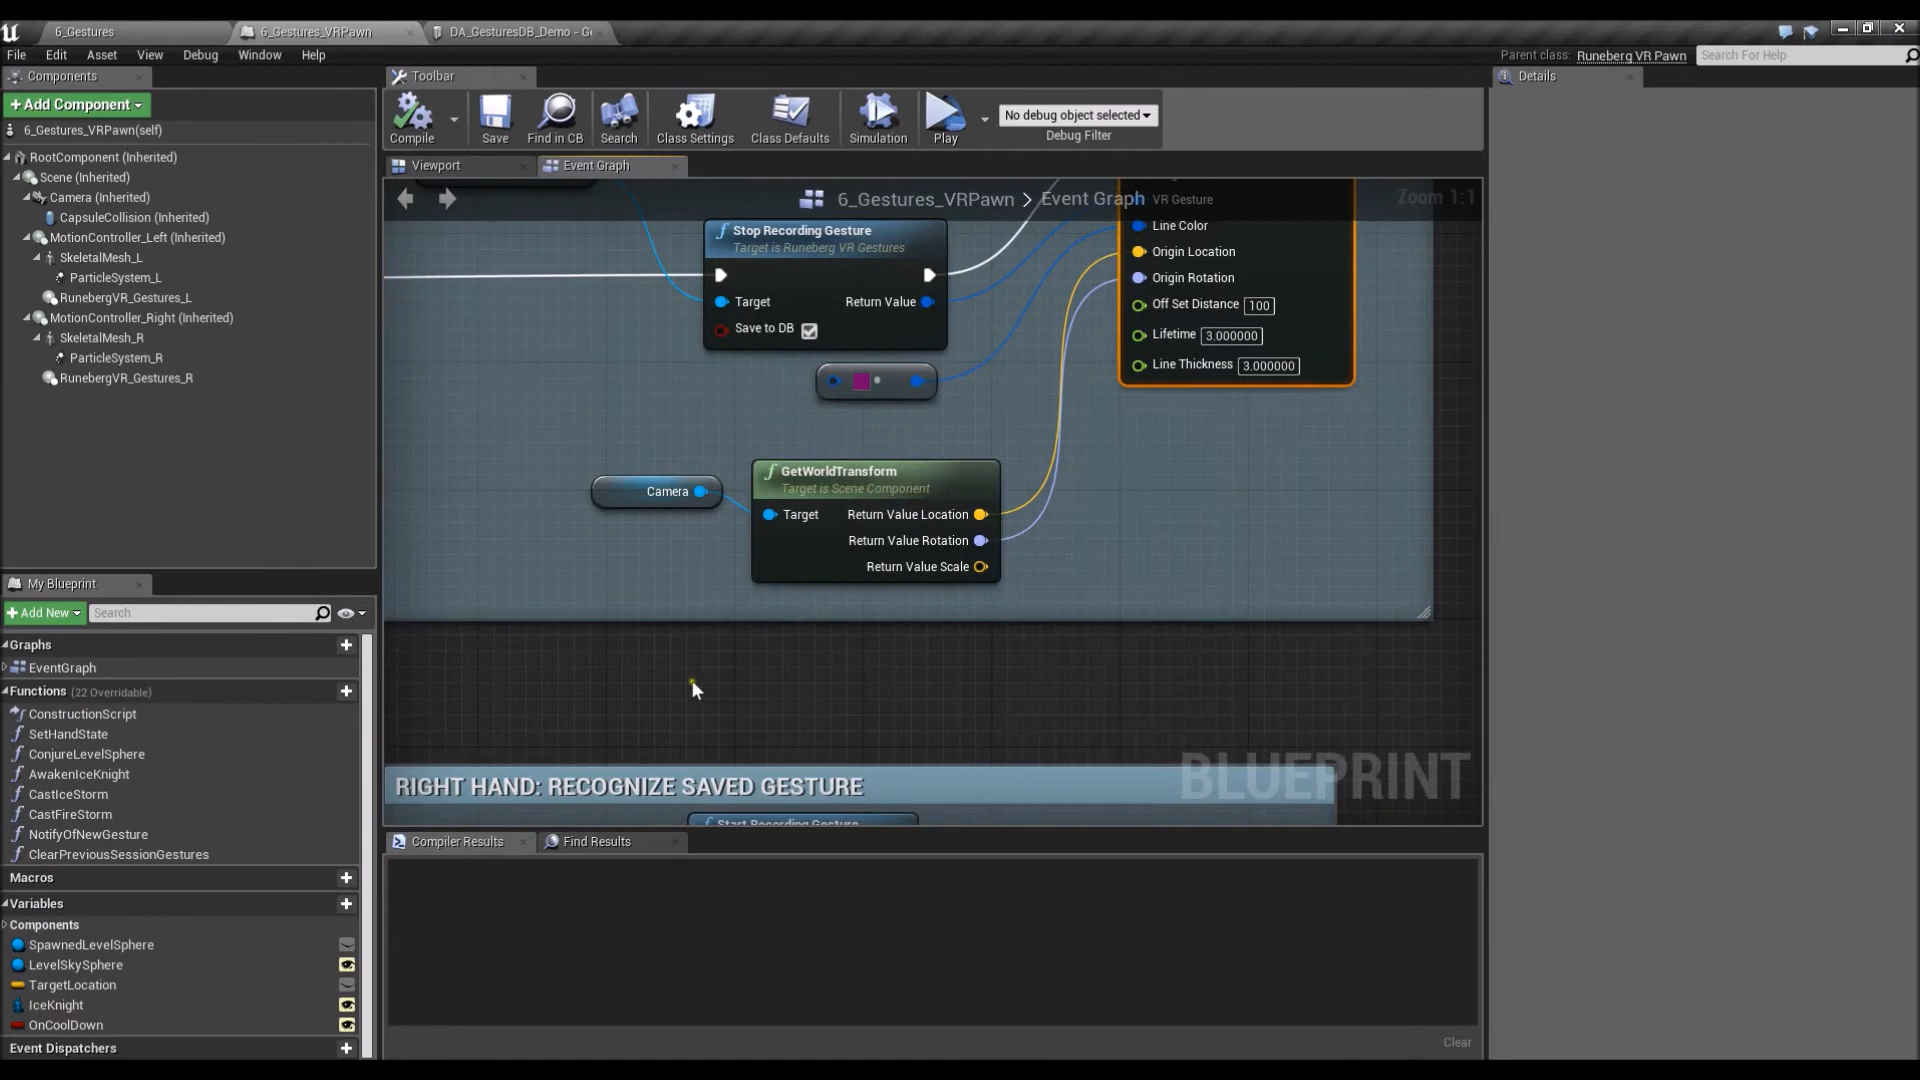 6_Gestures
6_Gestures_VRPawn
DA_GesturesDB_Demo - Ge
File Edit Asset View Debug Window Help
Parent class: Runeberg VR Pawn
Search For Help
Components
Toolbar
Details
+Add Component
6_Gestures_VRPawn(self)
RootComponent (Inherited)
Scene (Inherited)
Camera (Inherited)
CapsuleCollision (Inherited)
MotionController_Left (Inherited)
SkeletalMesh_L
ParticleSystem_L
RunebergVR_Gestures_L
MotionController_Right (Inherited)
SkeletalMesh_R
ParticleSystem_R
RunebergVR_Gestures_R
Compile
Save
Find in CB
Search
Class Settings
Class Defaults
Simulation
Play
No debug object selected
Debug Filter
Viewport
Event Graph
6_Gestures_VRPawn > Event Graph
Zoom 1:1
Stop Recording Gesture
Target is Runeberg VR Gestures
Target
Return Value
Save to DB
VR Gesture
Line Color
Origin Location
Origin Rotation
Off Set Distance 100
Lifetime 3.000000
Line Thickness 3.000000
Camera
GetWorldTransform
Target is Scene Component
Target
Return Value Location
Return Value Rotation
Return Value Scale
RIGHT HAND: RECOGNIZE SAVED GESTURE
Start Recording Gesture
BLUEPRINT
My Blueprint
+Add New
Search
Graphs
EventGraph
Functions (22 Overridable)
ConstructionScript
SetHandState
ConjureLevelSphere
AwakenIceKnight
CastIceStorm
CastFireStorm
NotifyOfNewGesture
ClearPreviousSessionGestures
Macros
Variables
Components
SpawnedLevelSphere
LevelSkySphere
TargetLocation
IceKnight
OnCoolDown
Event Dispatchers
Compiler Results
Find Results
Clear